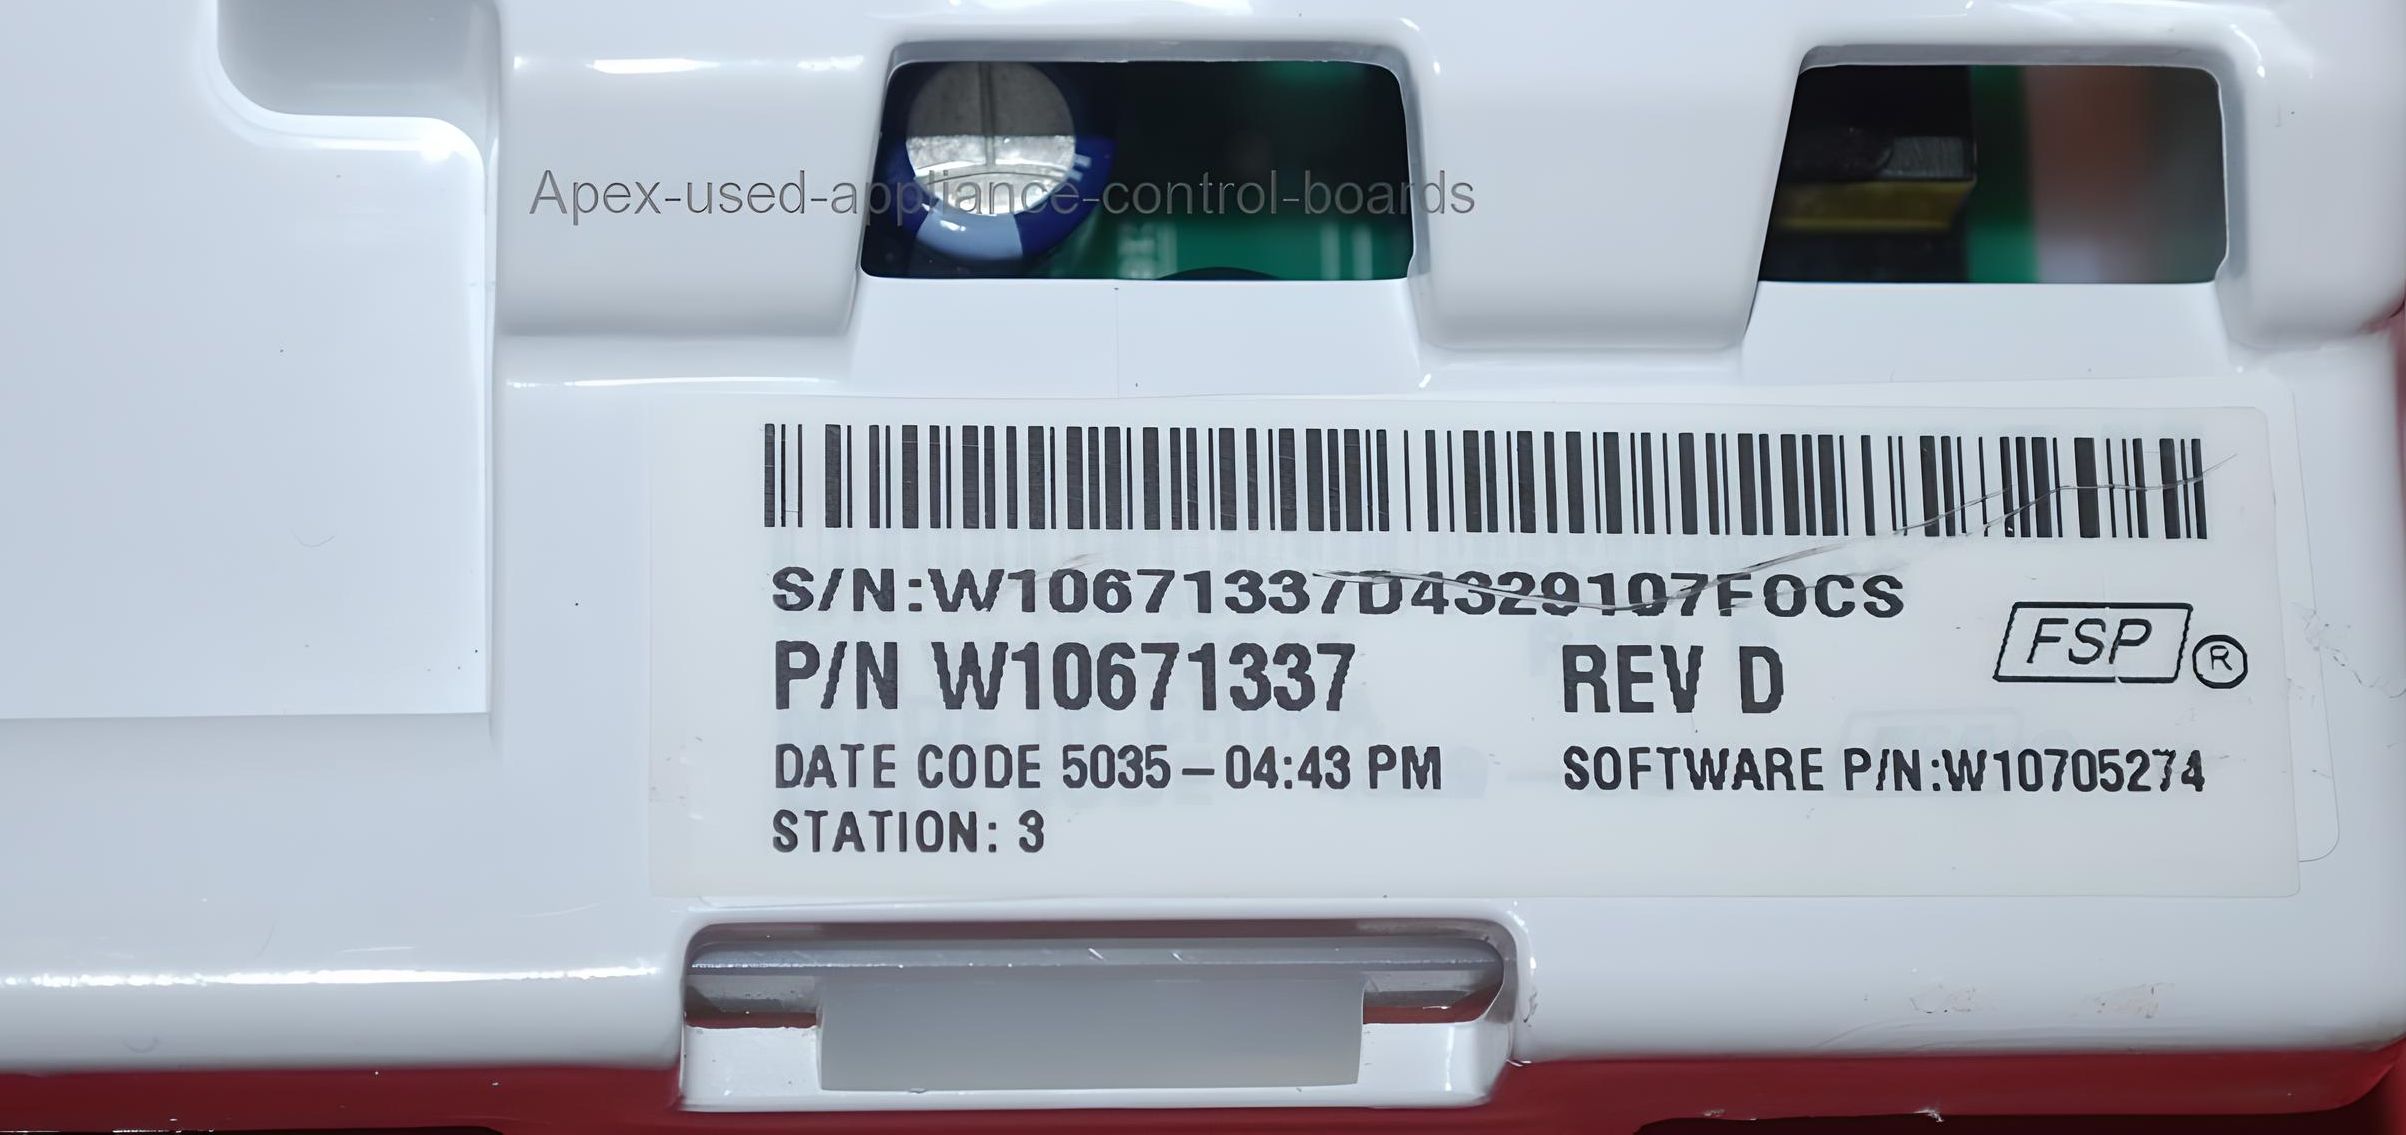 Apex-used-appliance-control-boards
S/N:W10671337D4329107FOCS
P/N W10671337 REV D FSP®
DATE CODE 5035 – 04:43 PM SOFTWARE P/N:W10705274
STATION: 3